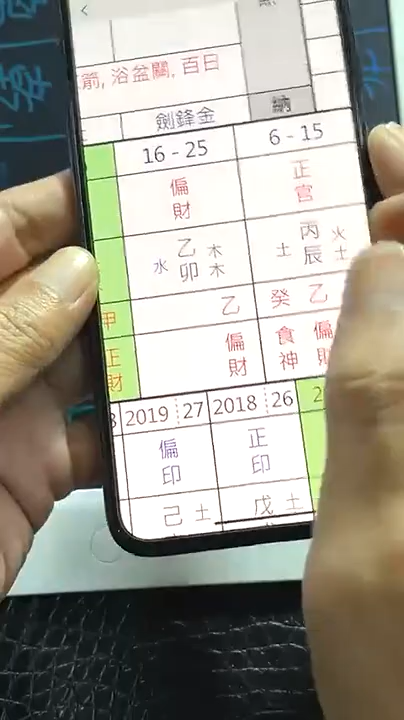 箭, 浴盆關, 百日
劍鋒金 納
16 - 25 6 - 15
偏財 正官
乙 木 丙 火
水 卯 木 土 辰 土
甲 乙 癸 乙
正財 偏財 食神 偏
2019 27 2018 26 2
偏印 正印
己 土 戊 土